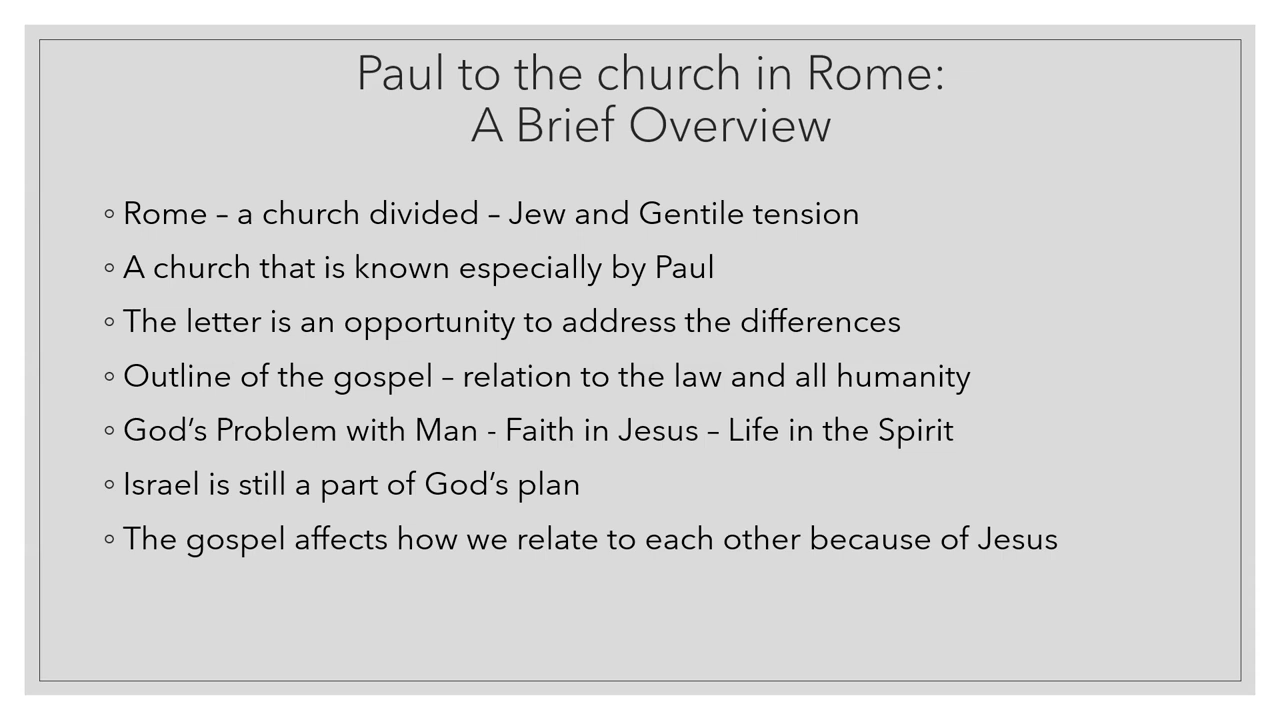 Paul to the church in Rome:
A Brief Overview
◦ Rome – a church divided – Jew and Gentile tension
◦ A church that is known especially by Paul
◦ The letter is an opportunity to address the differences
◦ Outline of the gospel – relation to the law and all humanity
◦ God’s Problem with Man - Faith in Jesus – Life in the Spirit
◦ Israel is still a part of God’s plan
◦ The gospel affects how we relate to each other because of Jesus